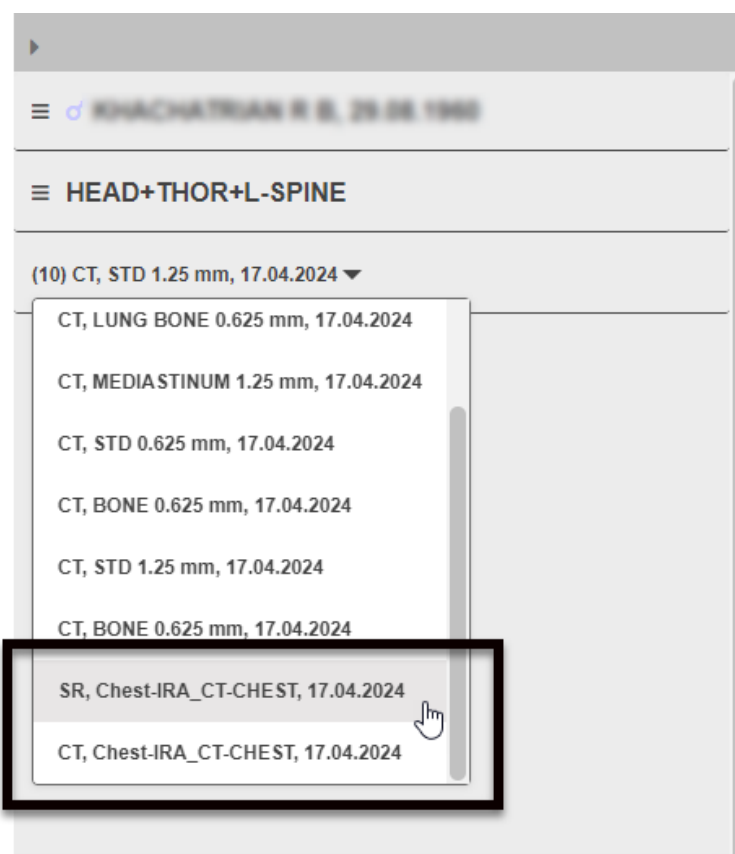 HEAD+THOR+L-SPINE
(10) CT, STD 1.25 mm, 17.04.2024
CT, LUNG BONE 0.625 mm, 17.04.2024
CT, MEDIASTINUM 1.25 mm, 17.04.2024
CT, STD 0.625 mm, 17.04.2024
CT, BONE 0.625 mm, 17.04.2024
CT, STD 1.25 mm, 17.04.2024
CT, BONE 0.625 mm, 17.04.2024
SR, Chest-IRA_CT-CHEST, 17.04.2024
CT, Chest-IRA_CT-CHEST, 17.04.2024